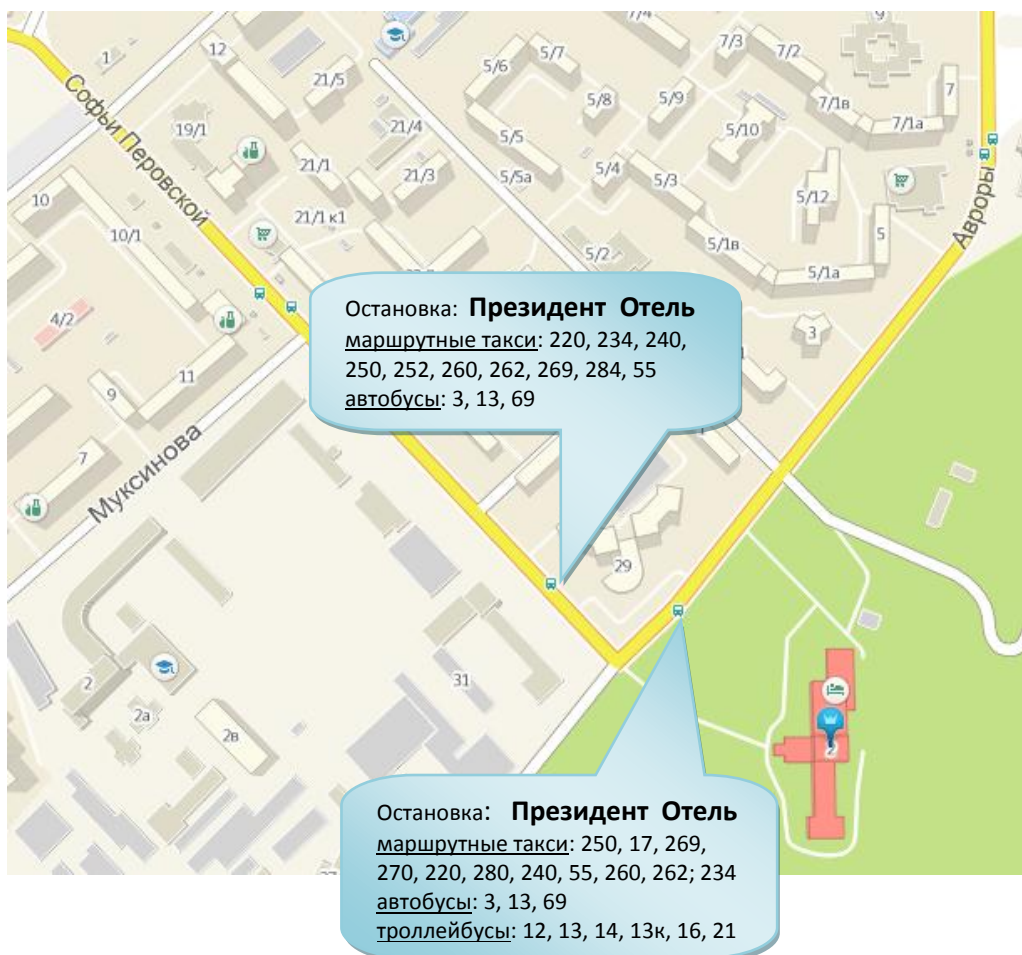 7/4
9
12
1
21/5
5/7
7/3
7/2
5/6
Софьи Перовской
5/8
5/9
7/1в
7
19/1
21/4
5/5
5/10
7/1а
21/1
21/3
5/5а
5/4
5/3
5/12
Авроры
10
21/1 к1
10/1
5/2
5/1в
5
5/1а
4/2
3
Остановка: Президент Отель
маршрутные такси: 220, 234, 240,
250, 252, 260, 262, 269, 284, 55
автобусы: 3, 13, 69
11
9
7
Муксинова
29
2
31
2а
2в
2
Остановка: Президент Отель
маршрутные такси: 250, 17, 269,
270, 220, 280, 240, 55, 260, 262; 234
автобусы: 3, 13, 69
троллейбусы: 12, 13, 14, 13к, 16, 21